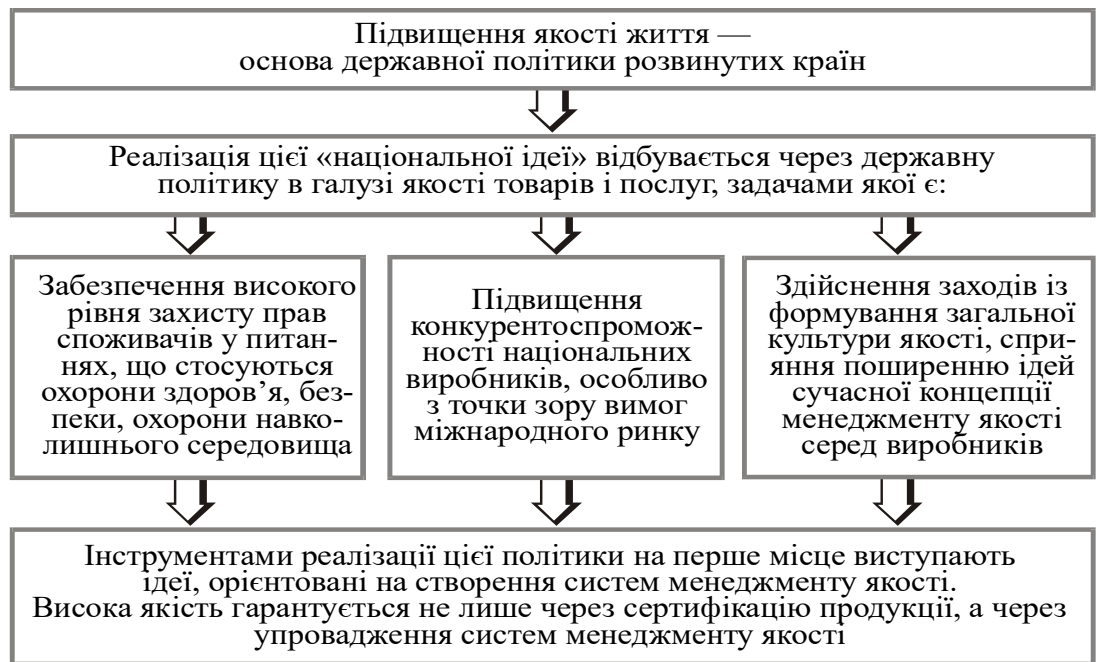 Підвищення якості життя —
основа державної політики розвинутих країн
Реалізація цієї «національної ідеї» відбувається через державну
політику в галузі якості товарів і послуг, задачами якої є:
Забезпечення високого
рівня захисту прав
споживачів у питан-
нях, що стосуються
охорони здоров’я, без-
пеки, охорони навко-
лишнього середовища
Підвищення
конкурентоспромож-
ності національних
виробників, особливо
з точки зору вимог
міжнародного ринку
Здійснення заходів із
формування загальної
культури якості,спри-
яння поширенню ідей
сучасної концепції
менеджменту якості
серед виробників
Інструментами реалізації цієї політики на перше місце виступають
ідеї, орієнтовані на створення систем менеджменту якості.
Висока якість гарантується не лише через сертифікацію продукції, а через
упровадження систем менеджменту якості